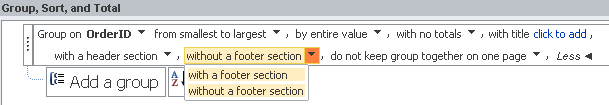 Group, Sort, and Total
Group on OrderID from smallest to largest , by entire value , with no totals , with title click to add ,
with a header section , without a footer section , do not keep group together on one page , Less
Add a group A Z
with a footer section
without a footer section